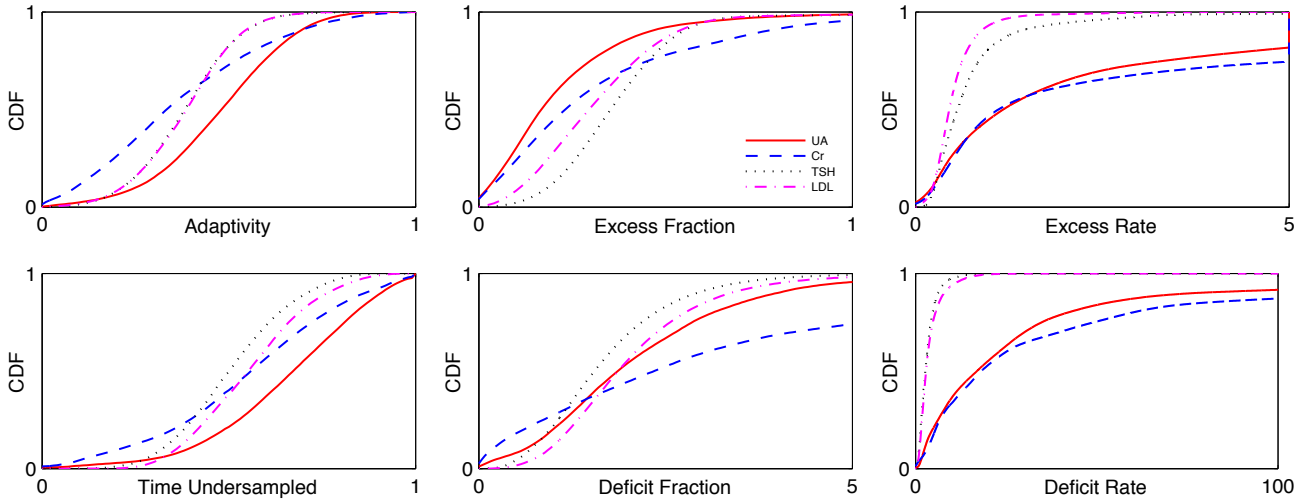 1
1
1
CDF
CDF
CDF
UA
Cr
TSH
LDL
0
0
0
0
Adaptivity
1
0
Excess Fraction
1
0
Excess Rate
5
1
1
1
CDF
CDF
CDF
0
0
0
0
Time Undersampled
1
0
Deficit Fraction
5
0
Deficit Rate
100